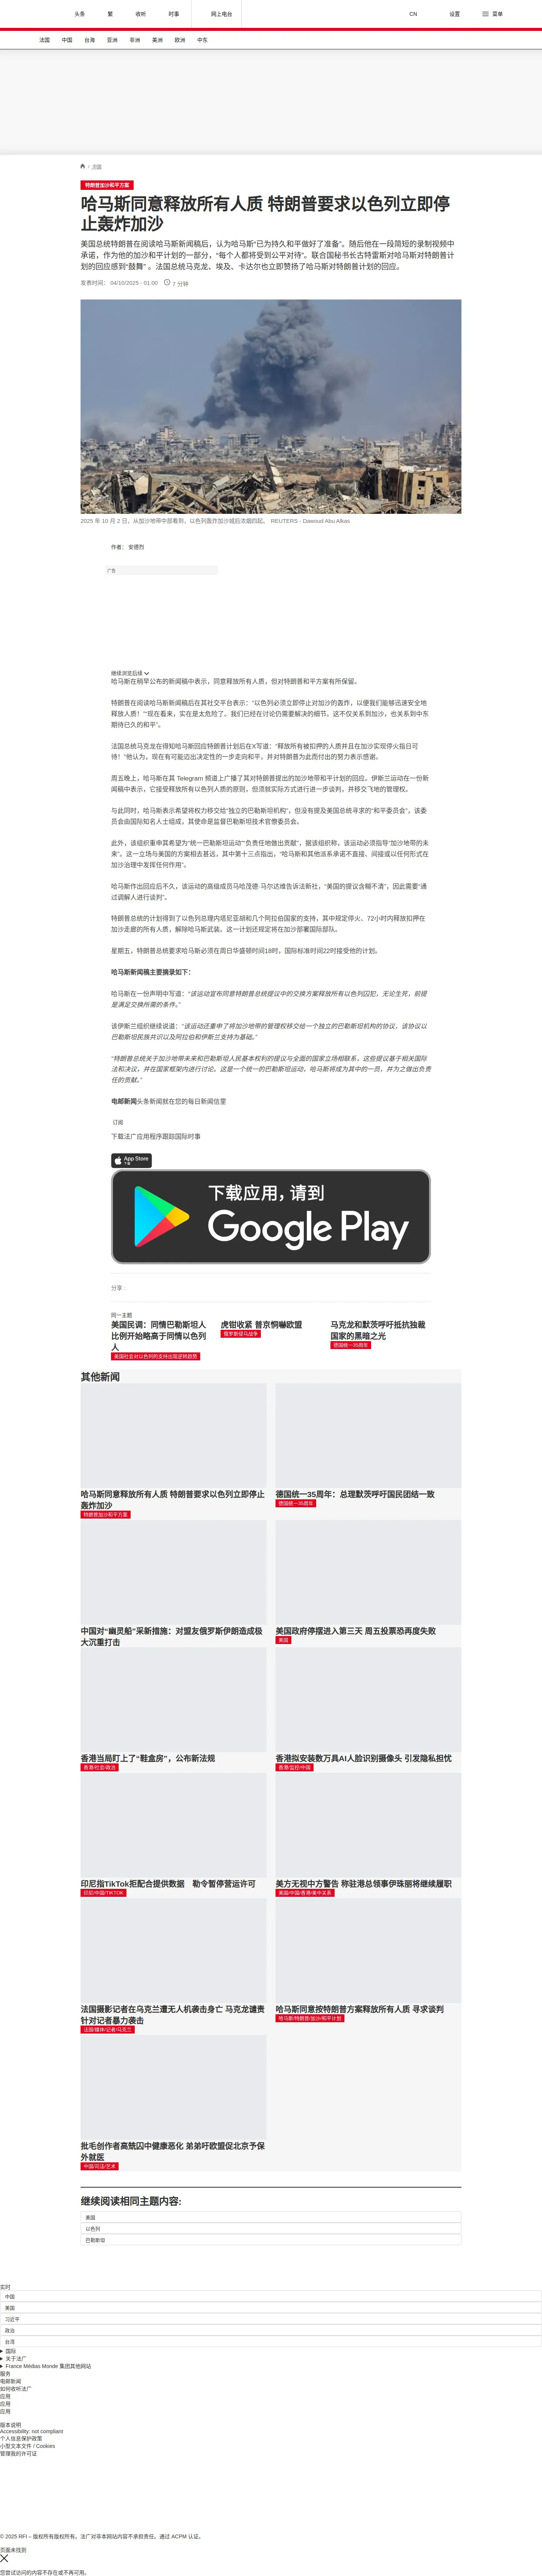 头条
繁
收听
时事
网上电台
CN
设置
菜单
法国
中国
台海
亚洲
非洲
美洲
欧洲
中东
/ 法国
特朗普加沙和平方案
哈马斯同意释放所有人质 特朗普要求以色列立即停
止轰炸加沙
美国总统特朗普在阅读哈马斯新闻稿后，认为哈马斯“已为持久和平做好了准备”。随后他在一段简短的录制视频中
承诺，作为他的加沙和平计划的一部分，“每个人都将受到公平对待”。联合国秘书长古特雷斯对哈马斯对特朗普计
划的回应感到“鼓舞” 。法国总统马克龙、埃及、卡达尔也立即赞扬了哈马斯对特朗普计划的回应。
发表时间： 04/10/2025 - 01:00
7 分钟
2025 年 10 月 2 日，从加沙地带中部看到，以色列轰炸加沙城后浓烟四起。 REUTERS - Dawoud Abu Alkas
作者： 安德烈
广告
继续浏览后续
哈马斯在稍早公布的新闻稿中表示，同意释放所有人质，但对特朗普和平方案有所保留。
特朗普在阅读哈马斯新闻稿后在其社交平台表示：“以色列必须立即停止对加沙的轰炸，以便我们能够迅速安全地
释放人质！”“现在看来，实在是太危险了。我们已经在讨论仍需要解决的细节。这不仅关系到加沙，也关系到中东
期待已久的和平”。
法国总统马克龙在得知哈马斯回应特朗普计划后在X写道：“释放所有被扣押的人质并且在加沙实现停火指日可
待！”他认为，现在有可能迈出决定性的一步走向和平，并对特朗普为此而付出的努力表示感谢。
周五晚上，哈马斯在其 Telegram 频道上广播了其对特朗普提出的加沙地带和平计划的回应。伊斯兰运动在一份新
闻稿中表示，它接受释放所有以色列人质的原则，但须就实际方式进行进一步谈判，并移交飞地的管理权。
与此同时，哈马斯表示希望将权力移交给“独立的巴勒斯坦机构”，但没有提及美国总统寻求的“和平委员会”，该委
员会由国际知名人士组成，其使命是监督巴勒斯坦技术官僚委员会。
此外，该组织重申其希望为“统一巴勒斯坦运动”“负责任地做出贡献”，据该组织称，该运动必须指导“加沙地带的未
来”。这一立场与美国的方案相去甚远，其中第十三点指出，“哈马斯和其他派系承诺不直接、间接或以任何形式在
加沙治理中发挥任何作用”。
哈马斯作出回应后不久，该运动的高级成员马哈茂德·马尔达维告诉法新社，“美国的提议含糊不清”，因此需要“通
过调解人进行谈判”。
特朗普总统的计划得到了以色列总理内塔尼亚胡和几个阿拉伯国家的支持，其中规定停火、72小时内释放扣押在
加沙走廊的所有人质，解除哈马斯武装。这一计划还规定将在加沙部署国际部队。
星期五，特朗普总统要求哈马斯必须在周日华盛顿时间18时，国际标准时间22时接受他的计划。
哈马斯新闻稿主要摘录如下：
哈马斯在一份声明中写道：“该运动宣布同意特朗普总统提议中的交换方案释放所有以色列囚犯，无论生死，前提
是满足交换所需的条件。”
该伊斯兰组织继续说道：“该运动还重申了将加沙地带的管理权移交给一个独立的巴勒斯坦机构的协议，该协议以
巴勒斯坦民族共识以及阿拉伯和伊斯兰支持为基础。”
“特朗普总统关于加沙地带未来和巴勒斯坦人民基本权利的提议与全面的国家立场相联系，这些提议基于相关国际
法和决议，并在国家框架内进行讨论。这是一个统一的巴勒斯坦运动，哈马斯将成为其中的一员，并为之做出负责
任的贡献。”
电邮新闻头条新闻就在您的每日新闻信里
订阅
下载法广应用程序跟踪国际时事
App Store
下载
下载应用，请到
Google Play
分享 :
同一主题
美国民调：同情巴勒斯坦人
比例开始略高于同情以色列
人
美国社会对以色列的支持出现逆转趋势
虎钳收紧 普京恫嚇欧盟
俄罗斯侵乌战争
马克龙和默茨呼吁抵抗独裁
国家的黑暗之光
德国统一35周年
其他新闻
哈马斯同意释放所有人质 特朗普要求以色列立即停止
轰炸加沙
特朗普加沙和平方案
德国统一35周年：总理默茨呼吁国民团结一致
德国统一35周年
中国对“幽灵船”采新措施：对盟友俄罗斯伊朗造成极
大沉重打击
美国政府停摆进入第三天 周五投票恐再度失败
美国
香港当局盯上了“鞋盒房”，公布新法规
香港/社会/政治
香港拟安装数万具AI人脸识别摄像头 引发隐私担忧
香港/监控/中国
印尼指TikTok拒配合提供数据 勒令暂停营运许可
印尼/中国/TIKTOK
美方无视中方警告 称驻港总领事伊珠丽将继续履职
美国/中国/香港/美中关系
法国摄影记者在乌克兰遭无人机袭击身亡 马克龙谴责
针对记者暴力袭击
法国/媒体/记者/乌克兰
哈马斯同意按特朗普方案释放所有人质 寻求谈判
哈马斯/特朗普/加沙/和平计划
批毛创作者高兟囚中健康恶化 弟弟吁欧盟促北京予保
外就医
中国/司法/艺术
继续阅读相同主题内容:
美国
以色列
巴勒斯坦
实时
中国
美国
习近平
政治
台湾
国际
关于法广
France Médias Monde 集团其他网站
服务
电邮新闻
如何收听法广
应用
应用
应用
版本说明
Accessibility: not compliant
个人信息保护政策
小型文本文件 / Cookies
管理我的许可证
© 2025 RFI – 版权所有版权所有。法广对非本网站内容不承担责任。通过 ACPM 认证。
页面未找到
您尝试访问的内容不存在或不再可用。